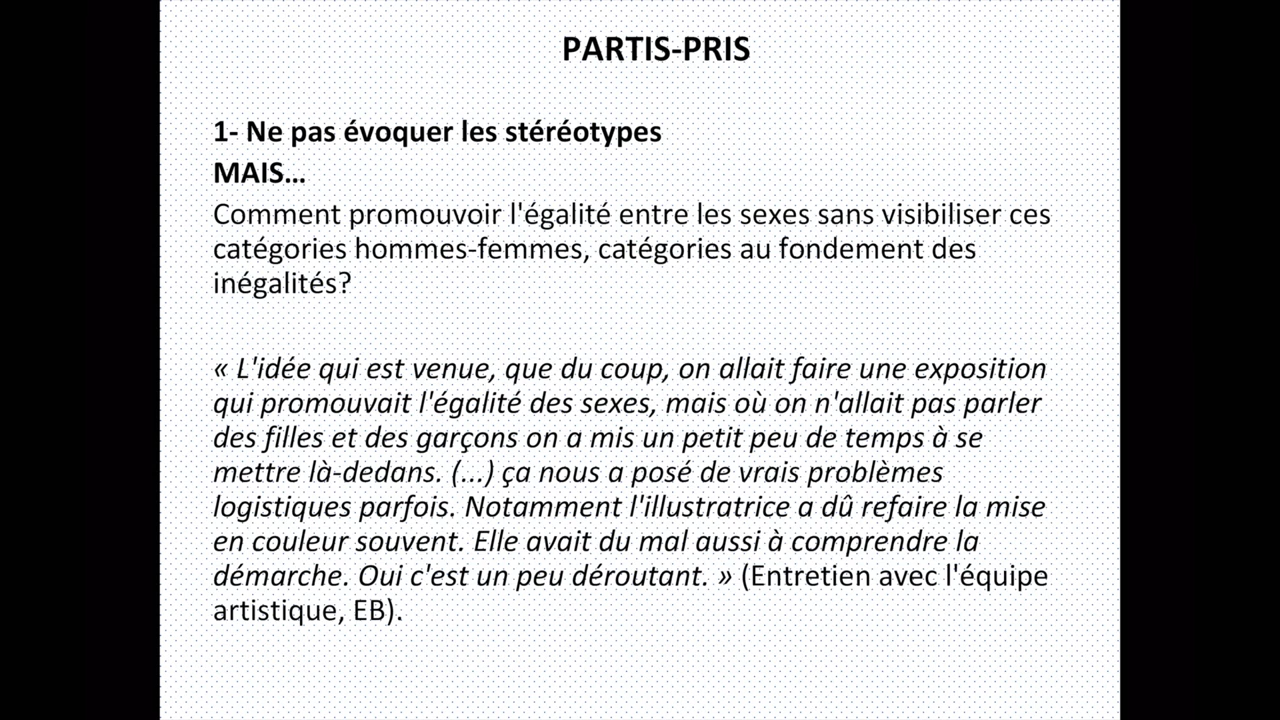 PARTIS-PRIS
1- Ne pas évoquer les stéréotypes
MAIS...
Comment promouvoir l'égalité entre les sexes sans visibiliser ces
catégories hommes-femmes, catégories au fondement des
inégalités?
« L'idée qui est venue, que du coup, on allait faire une exposition
qui promouvait l'égalité des sexes, mais où on n'allait pas parler
des filles et des garçons on a mis un petit peu de temps à se
mettre là-dedans. (...) ça nous a posé de vrais problèmes
logistiques parfois. Notamment l'illustratrice a dû refaire la mise
en couleur souvent. Elle avait du mal aussi à comprendre la
démarche. Oui c'est un peu déroutant. » (Entretien avec l'équipe
artistique, EB).